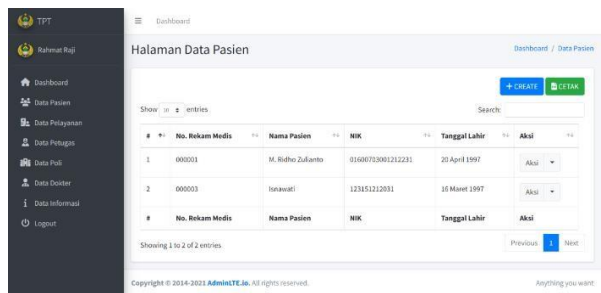 TPT
Dashboard
Rahmat Raji
Halaman Data Pasien
Dashboard / Data Pasien
Dashboard
Data Pasien
Data Pelayanan
Data Petugas
Data Poli
Data Dokter
Data Informasi
Logout
+ CREATE
CETAK
Show 10 entries
Search:
# No. Rekam Medis Nama Pasien NIK Tanggal Lahir Aksi
1 000001 M. Ridho Zulianto 01600703001212231 20 April 1997 Aksi
2 000003 Isnawati 123151212031 16 Maret 1997 Aksi
# No. Rekam Medis Nama Pasien NIK Tanggal Lahir Aksi
Showing 1 to 2 of 2 entries
Previous 1 Next
Copyright © 2014-2021 AdminLTE.io. All rights reserved.
Anything you want